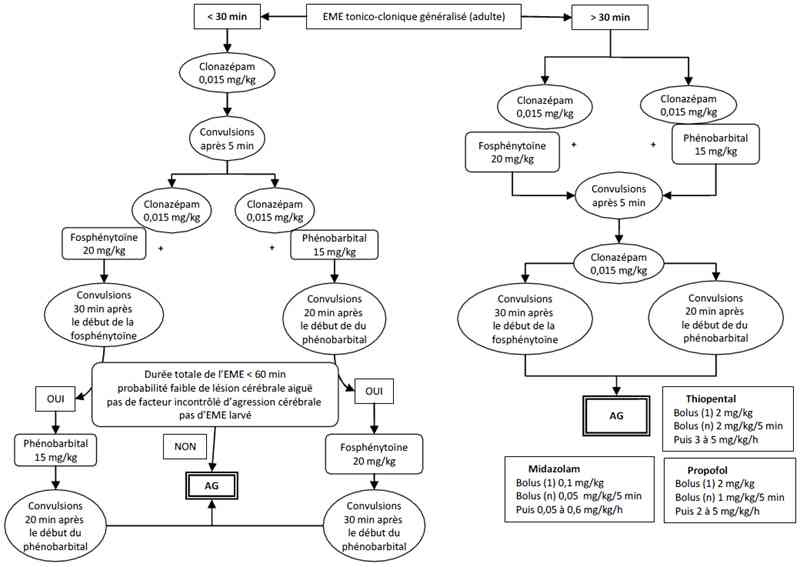 < 30 min
EME tonico-clonique généralisé (adulte)
> 30 min
Clonazépam
0,015 mg/kg
Convulsions
après 5 min
Clonazépam
0,015 mg/kg
Clonazépam
0,015 mg/kg
Fosphénytoïne
20 mg/kg
+
+
Phénobarbital
15 mg/kg
Convulsions
30 min après
le début de la
fosphénytoïne
Convulsions
20 min après
le début de du
phénobarbital
Durée totale de l'EME < 60 min
probabilité faible de lésion cérébrale aiguë
pas de facteur incontrôlé d'agression cérébrale
pas d'EME larvé
OUI
OUI
NON
Phénobarbital
15 mg/kg
AG
Fosphénytoïne
20 mg/kg
Convulsions
20 min après
le début du
phénobarbital
Convulsions
30 min après
le début du
phénobarbital
Clonazépam
0,015 mg/kg
Clonazépam
0,015 mg/kg
Fosphénytoïne
20 mg/kg
+
+
Phénobarbital
15 mg/kg
Convulsions
après 5 min
Clonazépam
0,015 mg/kg
Convulsions
30 min après
le début de la
fosphénytoïne
Convulsions
20 min après
le début de du
phénobarbital
AG
Thiopental
Bolus (1) 2 mg/kg
Bolus (n) 2 mg/kg/5 min
Puis 3 à 5 mg/kg/h
Midazolam
Bolus (1) 0,1 mg/kg
Bolus (n) 0,05 mg/kg/5 min
Puis 0,05 à 0,6 mg/kg/h
Propofol
Bolus (1) 2 mg/kg
Bolus (n) 1 mg/kg/5 min
Puis 2 à 5 mg/kg/h